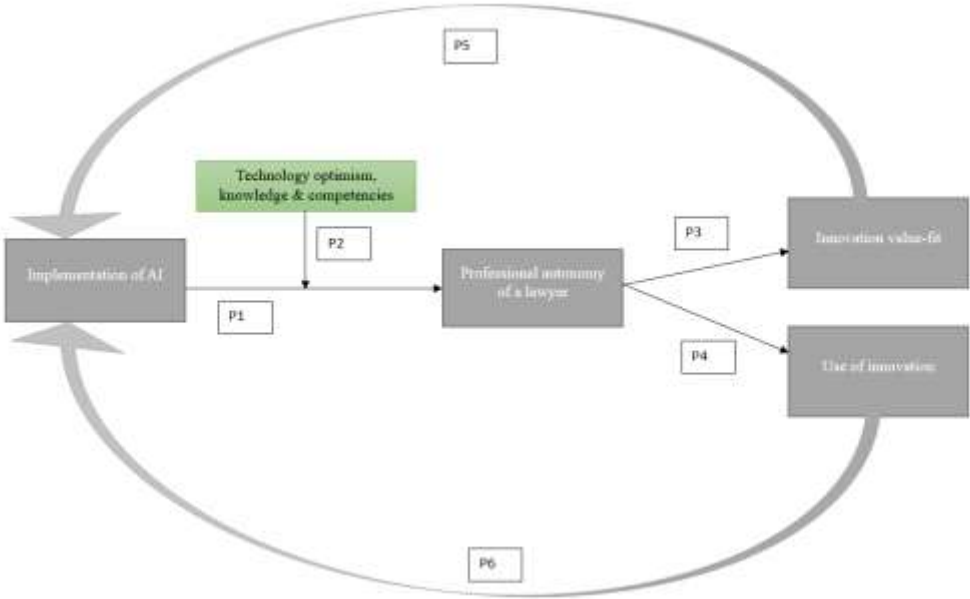 P5
Technology optimism,
knowledge & competencies
P2
P3
Innovation value-fit
Implementation of AI
Professional autonomy
of a lawyer
P1
P4
Use of innovation
P6